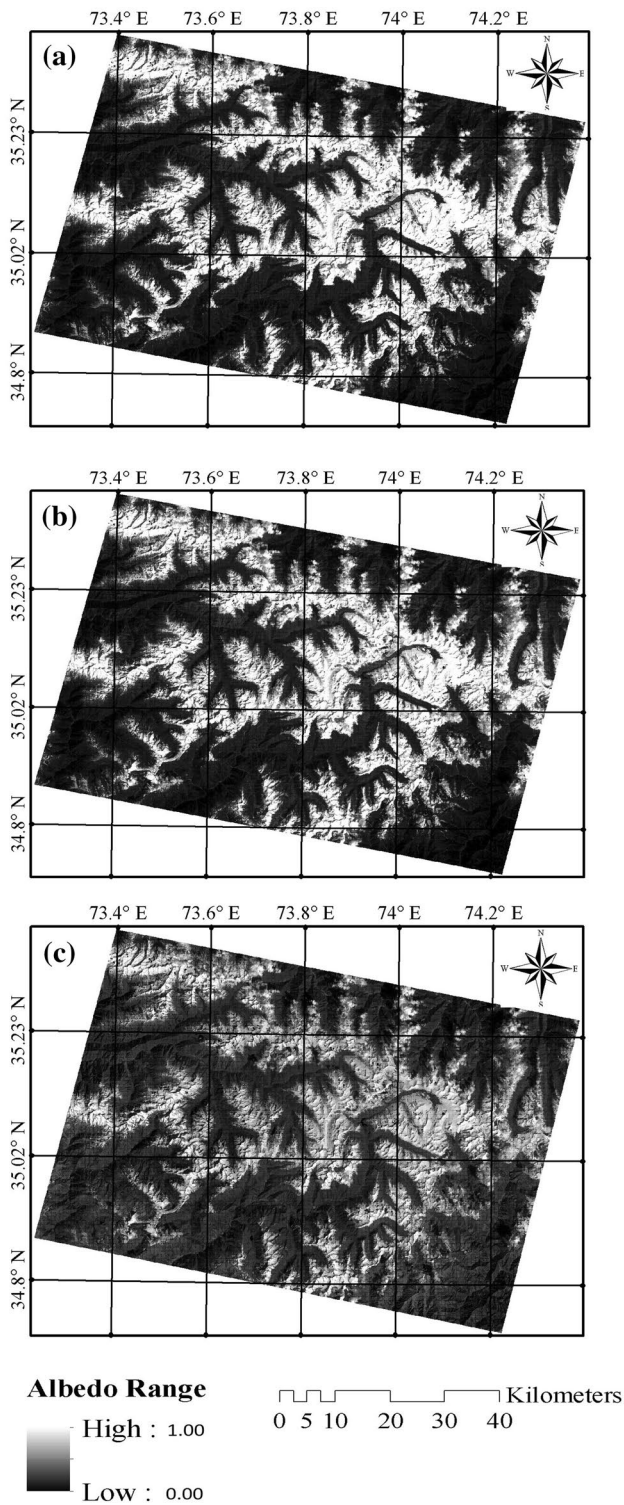 73.4° E 73.6° E 73.8° E 74° E 74.2° E
(a)
N
W E
S
35.23 N
35.02 N
34.8° N
73.4° E 73.6° E 73.8° E 74° E 74.2° E
(b)
N
W E
S
35.23 N
35.02 N
34.8° N
73.4° E 73.6° E 73.8° E 74° E 74.2° E
(c)
N
W E
S
35.23° N
35.02° N
34.8° N
Albedo Range
High : 1.00
Low : 0.00
Kilometers
0 5 10 20 30 40